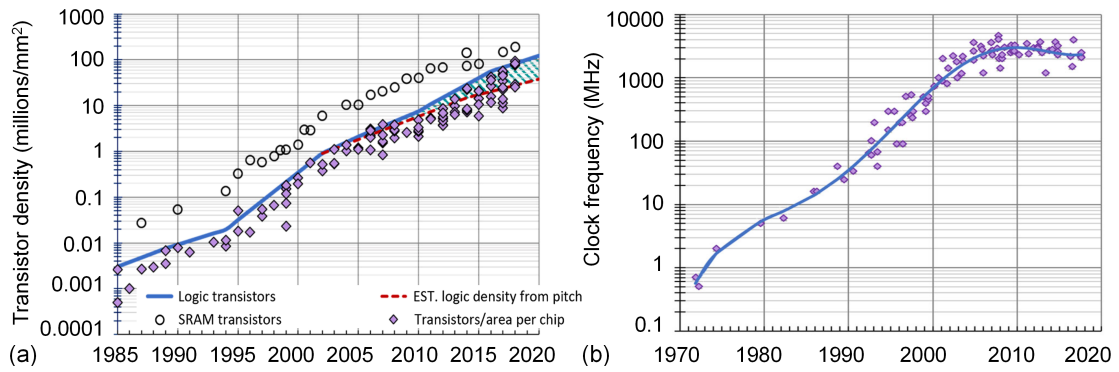 Transistor density (millions/mm²)
1000
100
10
1
0.1
0.01
0.001
0.0001
Logic transistors
EST. logic density from pitch
SRAM transistors
Transistors/area per chip
(a) 1985 1990 1995 2000 2005 2010 2015 2020
Clock frequency (MHz)
10000
1000
100
10
1
0.1
(b) 1970 1980 1990 2000 2010 2020